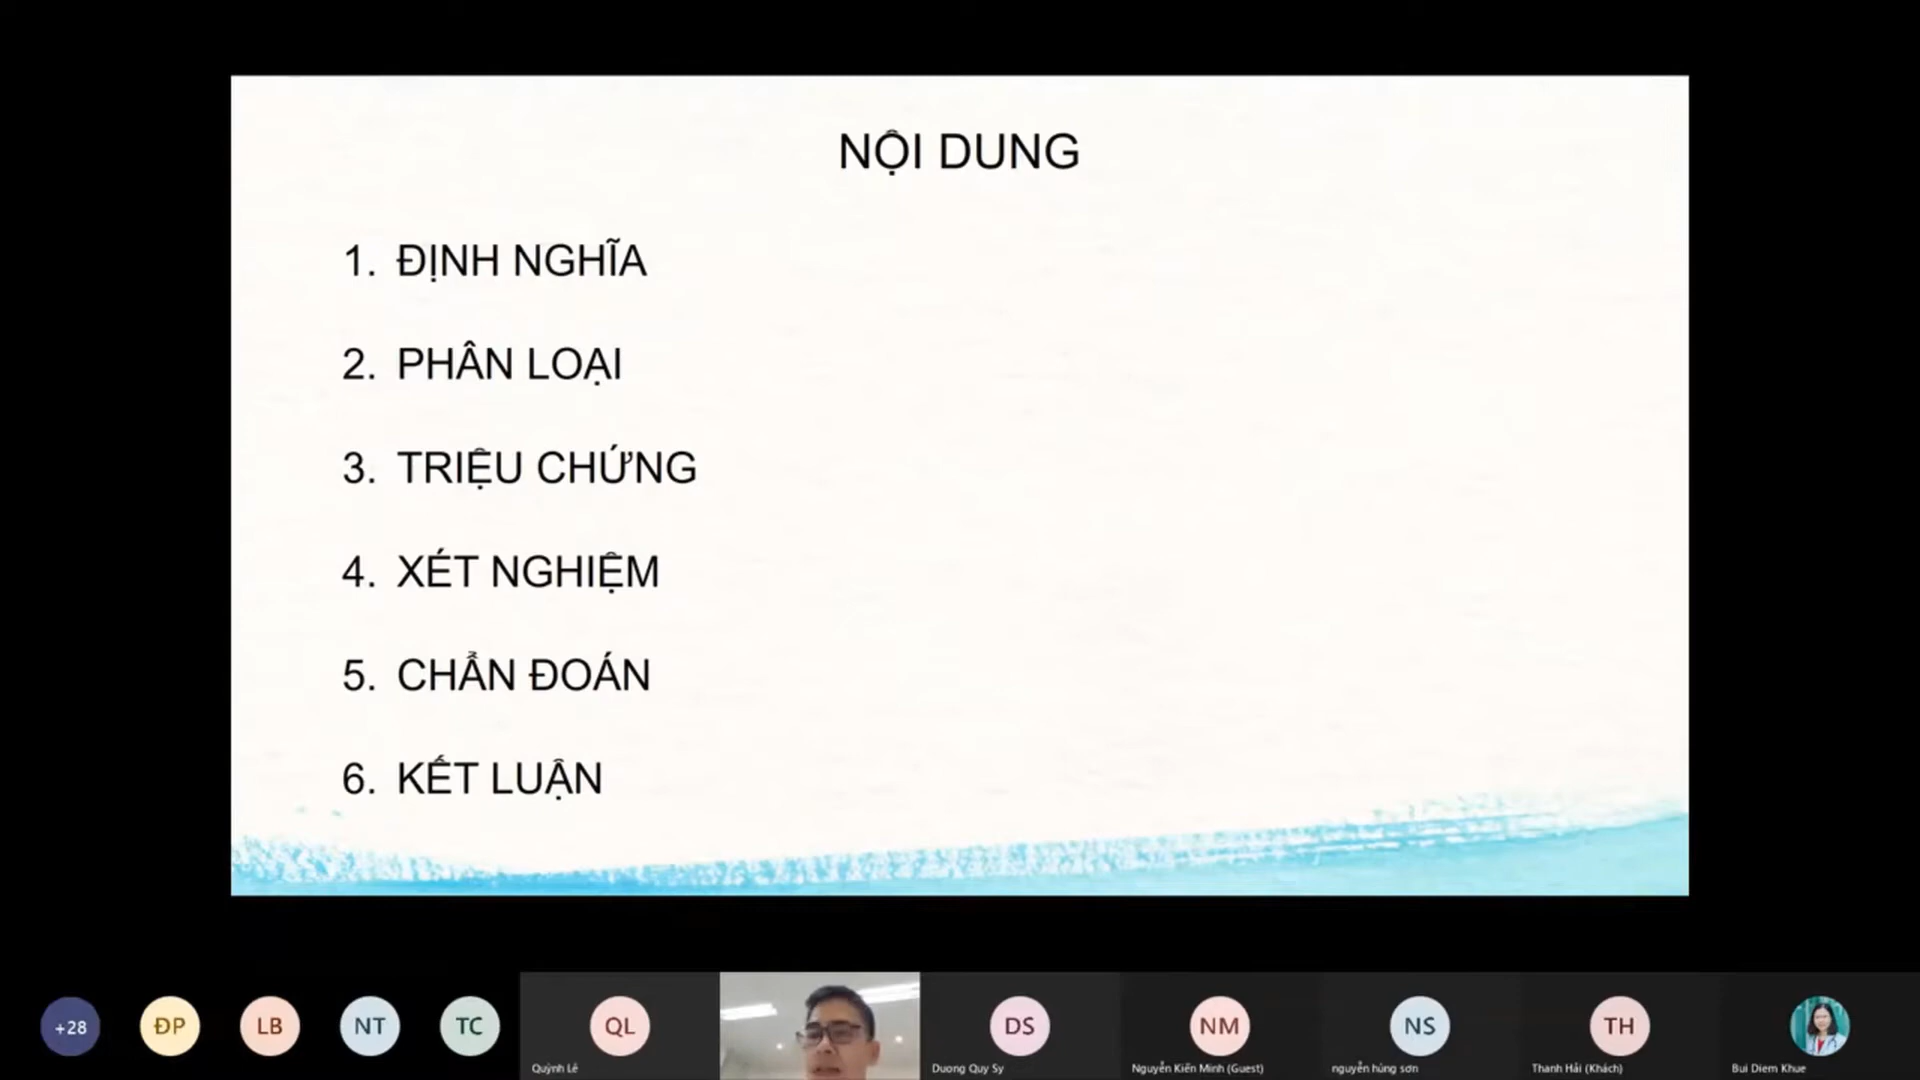 NỘI DUNG
1. ĐỊNH NGHĨA
2. PHÂN LOẠI
3. TRIỆU CHỨNG
4. XÉT NGHIỆM
5. CHẨN ĐOÁN
6. KẾT LUẬN
+28
ĐP
LB
NT
TC
QL
DS
NM
NS
TH
Quỳnh Lê
Duong Quy Sy
Nguyễn Kiến Minh (Guest)
nguyễn hùng sơn
Thanh Hải (Khách)
Bui Diem Khue